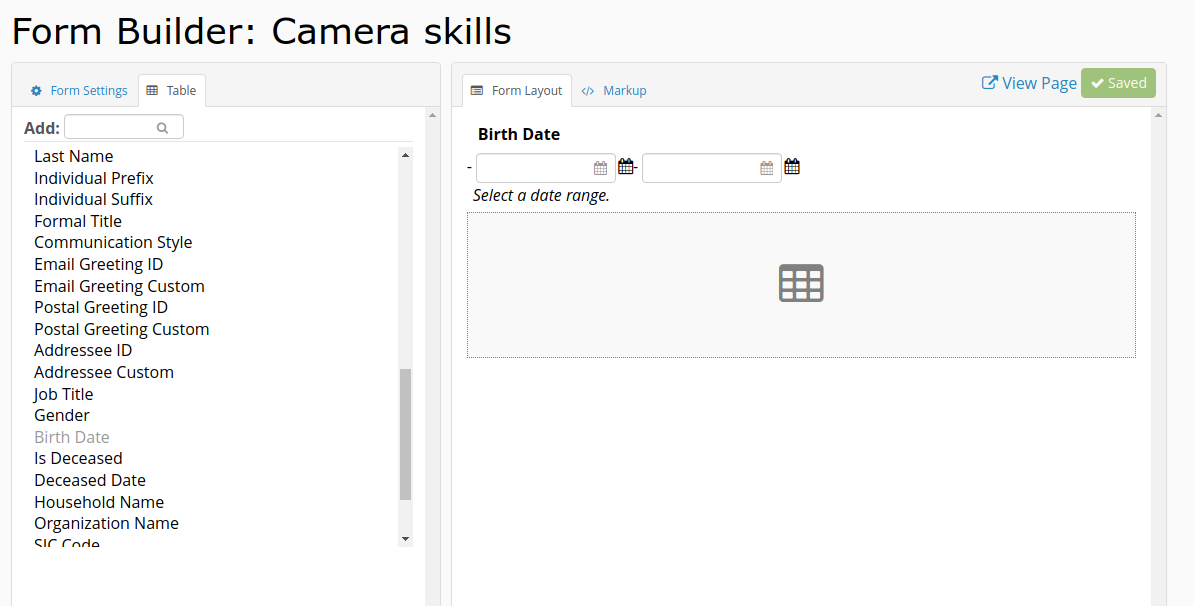 Form Builder: Camera skills
Form Settings
Table
Add:
Last Name
Individual Prefix
Individual Suffix
Formal Title
Communication Style
Email Greeting ID
Email Greeting Custom
Postal Greeting ID
Postal Greeting Custom
Addressee ID
Addressee Custom
Job Title
Gender
Birth Date
Is Deceased
Deceased Date
Household Name
Organization Name
SIC Code
Form Layout
</> Markup
View Page
Saved
Birth Date
- -
Select a date range.